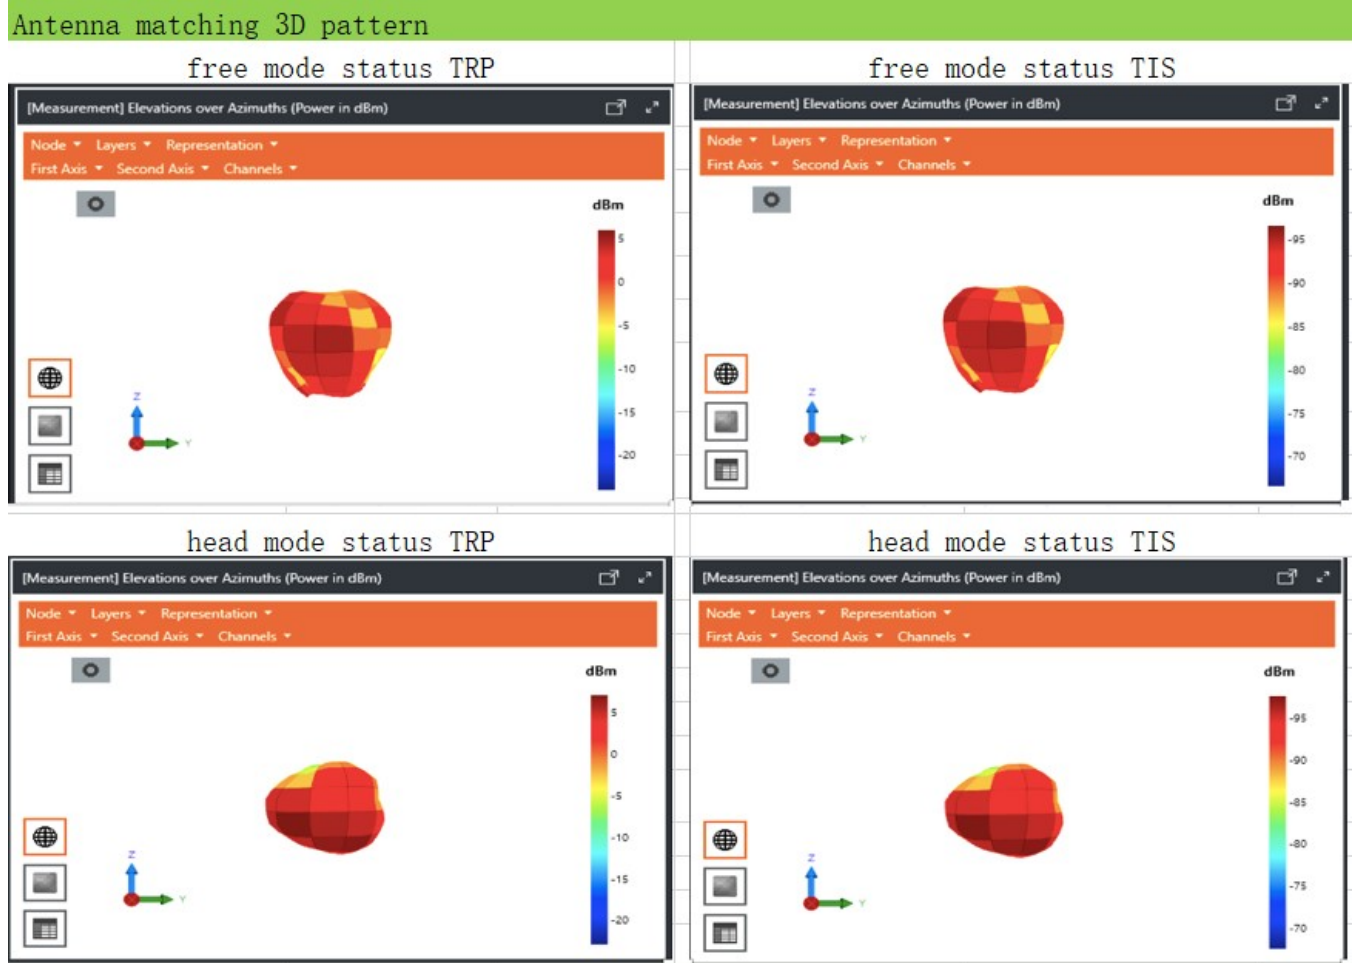 Antenna matching 3D pattern
free mode status TRP
[Measurement] Elevations over Azimuths (Power in dBm)
Node Layers Representation
First Axis Second Axis Channels
dBm
5
0
-5
-10
-15
-20
Z
Y
free mode status TIS
[Measurement] Elevations over Azimuths (Power in dBm)
Node Layers Representation
First Axis Second Axis Channels
dBm
-95
-90
-85
-80
-75
-70
Z
Y
head mode status TRP
[Measurement] Elevations over Azimuths (Power in dBm)
Node Layers Representation
First Axis Second Axis Channels
dBm
5
0
-5
-10
-15
-20
Z
Y
head mode status TIS
[Measurement] Elevations over Azimuths (Power in dBm)
Node Layers Representation
First Axis Second Axis Channels
dBm
-95
-90
-85
-80
-75
-70
Z
Y